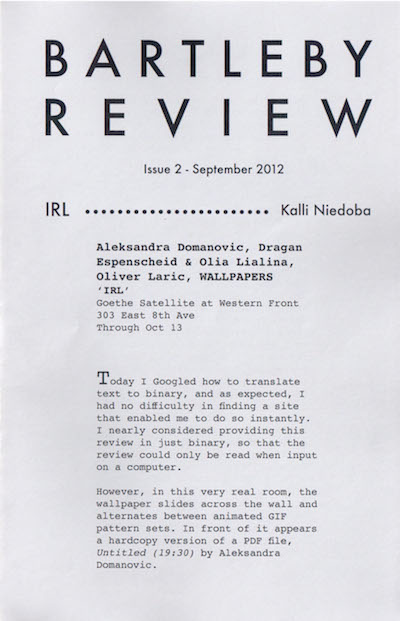 BARTLEBY
REVIEW
Issue 2 - September 2012
IRL ....................... Kalli Niedoba
Aleksandra Domanovic, Dragan
Espenscheid & Olia Lialina,
Oliver Laric, WALLPAPERS
'IRL'
Goethe Satellite at Western Front
303 East 8th Ave
Through Oct 13
Today I Googled how to translate
text to binary, and as expected, I
had no difficulty in finding a site
that enabled me to do so instantly.
I nearly considered providing this
review in just binary, so that the
review could only be read when input
on a computer.
However, in this very real room, the
wallpaper slides across the wall and
alternates between animated GIF
pattern sets. In front of it appears
a hardcopy version of a PDF file,
Untitled (19:30) by Aleksandra
Domanovic.